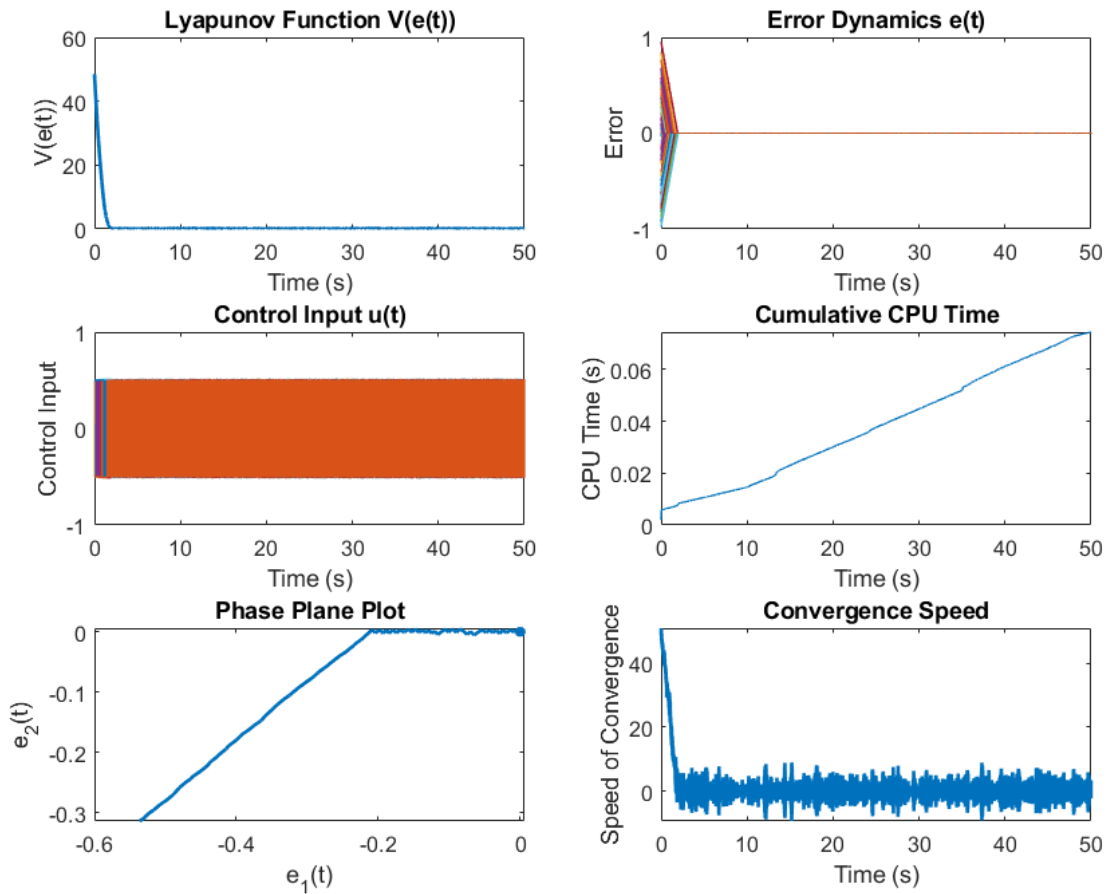 Lyapunov Function V(e(t))
60
40
20
0
V(e(t))
0 10 20 30 40 50
Time (s)
Error Dynamics e(t)
1
0
-1
Error
0 10 20 30 40 50
Time (s)
Control Input u(t)
1
0
-1
Control Input
0 10 20 30 40 50
Time (s)
Cumulative CPU Time
0.06
0.04
0.02
0
CPU Time (s)
0 10 20 30 40 50
Time (s)
Phase Plane Plot
0
-0.1
-0.2
-0.3
e_2(t)
-0.6 -0.4 -0.2 0
e_1(t)
Convergence Speed
40
20
0
Speed of Convergence
0 10 20 30 40 50
Time (s)